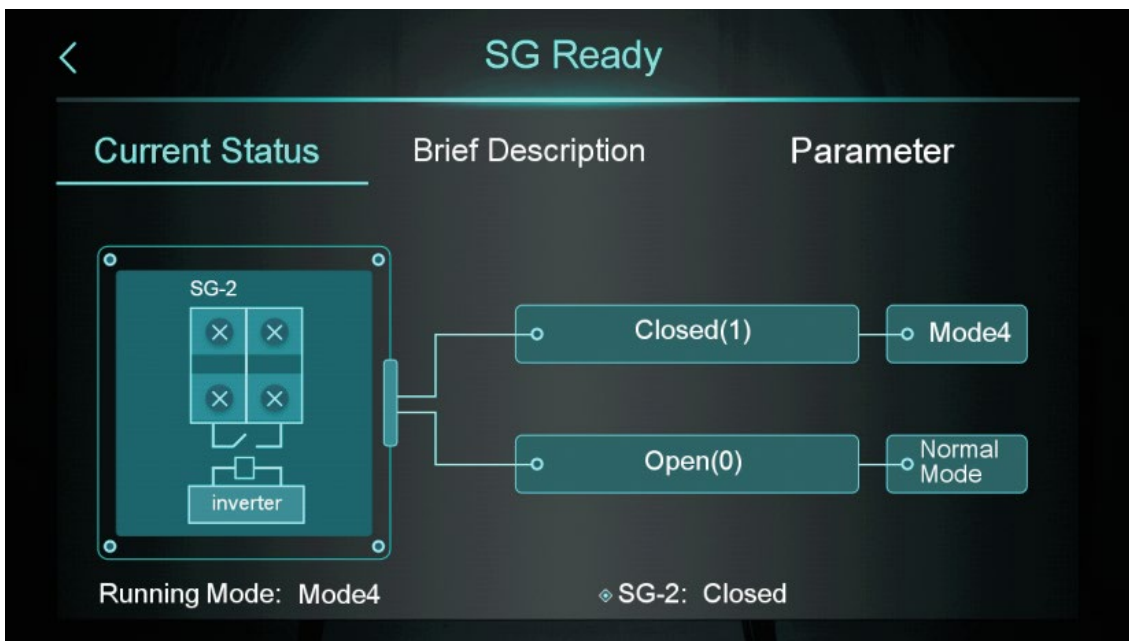 SG Ready
Current Status
Brief Description
Parameter
SG-2
Closed(1)
Mode4
Open(0)
Normal
Mode
inverter
Running Mode: Mode4
SG-2: Closed